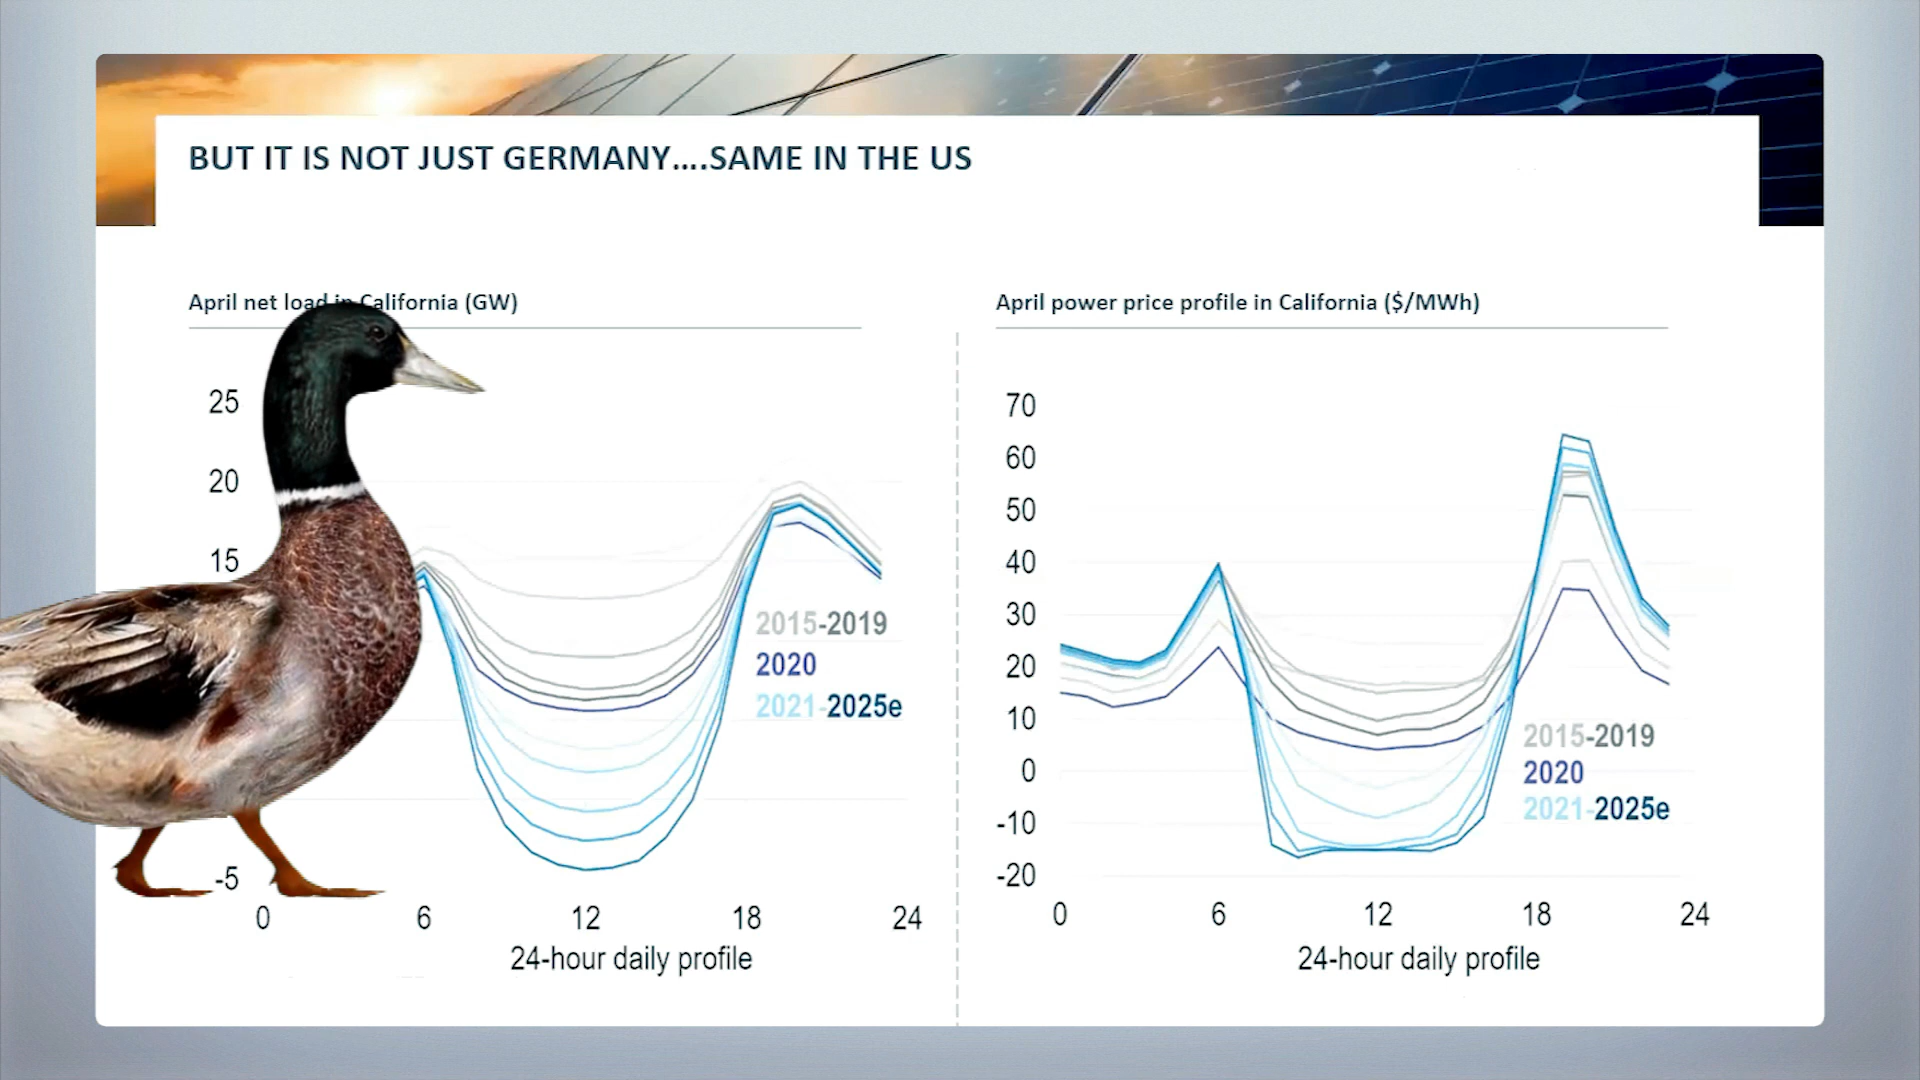 BUT IT IS NOT JUST GERMANY....SAME IN THE US
April net load in California (GW)
25
20
15
-5
0 6 12 18 24
24-hour daily profile
2015-2019
2020
2021-2025e
April power price profile in California ($/MWh)
70
60
50
40
30
20
10
0
-10
-20
0 6 12 18 24
24-hour daily profile
2015-2019
2020
2021-2025e